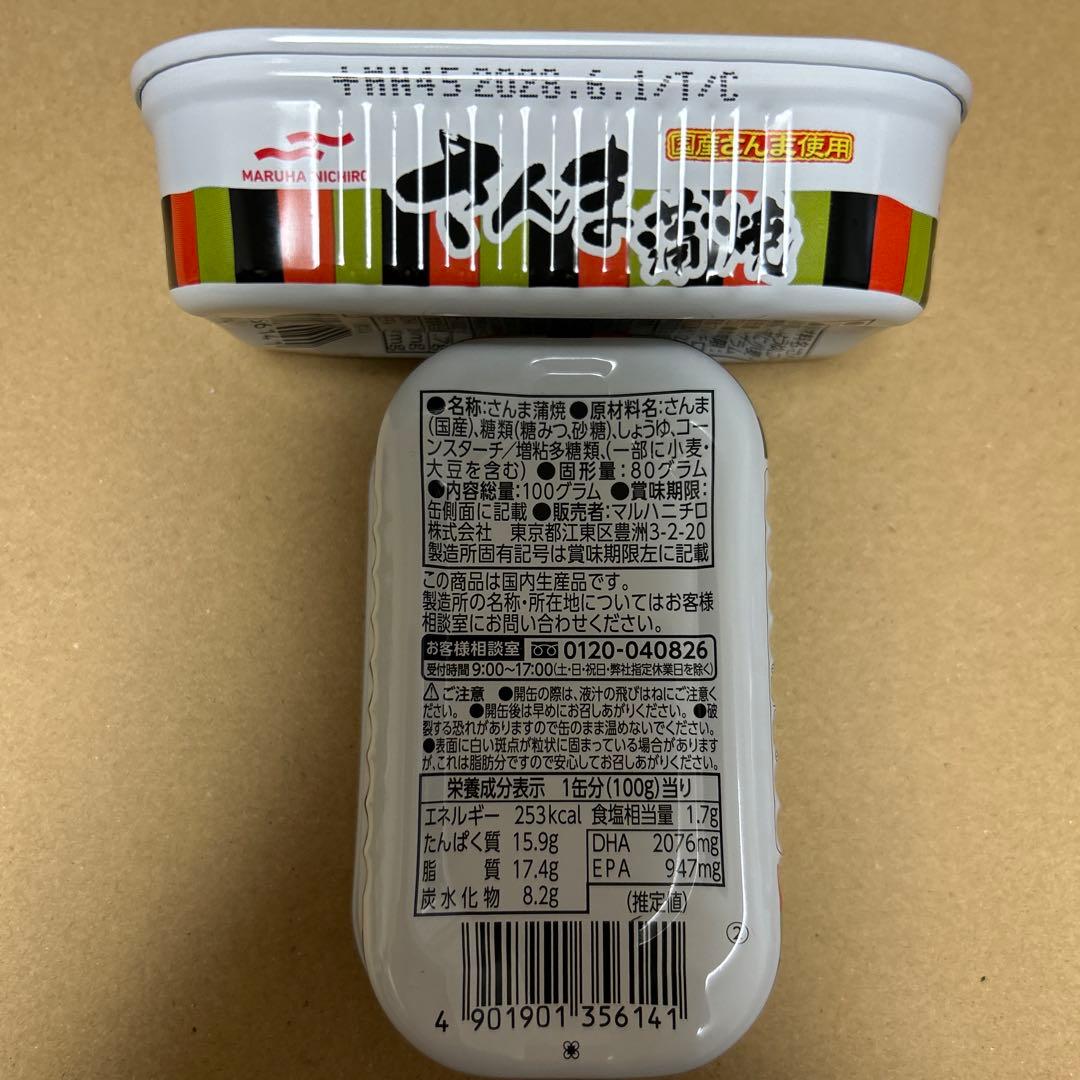 +HH45 2028.6.1/T/C
MARUHA NICHIRO
国産さんま使用
さんま蒲焼
●名称:さんま蒲焼 ●原材料名:さんま
(国産)、糖類(糖みつ、砂糖)、しょうゆ、コー
ンスターチ/増粘多糖類、(一部に小麦・
大豆を含む) ●固形量:80グラム
●内容総量:100グラム ●賞味期限:
缶側面に記載 ●販売者:マルハニチロ
株式会社 東京都江東区豊洲3-2-20
製造所固有記号は賞味期限左に記載
この商品は国内生産品です。
製造所の名称・所在地についてはお客様
相談室にお問い合わせください。
お客様相談室 0120-040826
受付時間 9:00~17:00(土・日・祝日・弊社指定休業日を除く)
⚠ご注意 ●開缶の際は、液汁の飛びはねにご注意く
ださい。●開缶後は早めにお召しあがりください。●破
裂する恐れがありますので缶のまま温めないでください。
●表面に白い斑点が粒状に固まっている場合があります
が、これは脂肪分ですので安心してお召しあがりください。
栄養成分表示 1缶分(100g)当り
エネルギー 253kcal 食塩相当量 1.7g
たんぱく質 15.9g DHA 2076mg
脂質 17.4g EPA 947mg
炭水化物 8.2g (推定値)
②
4 901901 356141